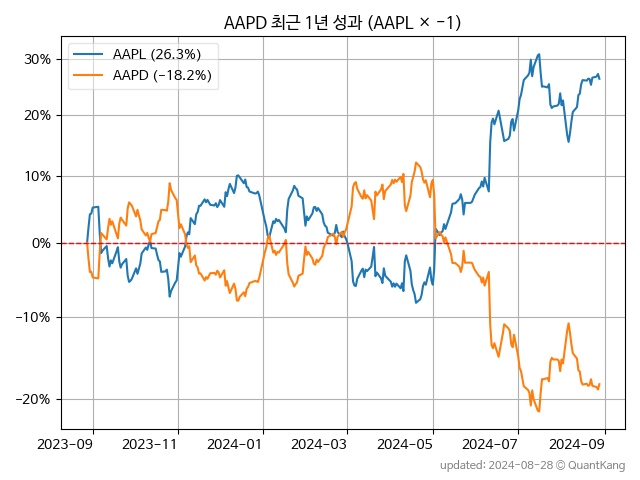 AAPD 최근 1년 성과 (AAPL × −1)
AAPL (26.3%)
AAPD (−18.2%)
30%
20%
10%
0%
−10%
−20%
2023-09 2023-11 2024-01 2024-03 2024-05 2024-07 2024-09
updated: 2024-08-28 © QuantKang